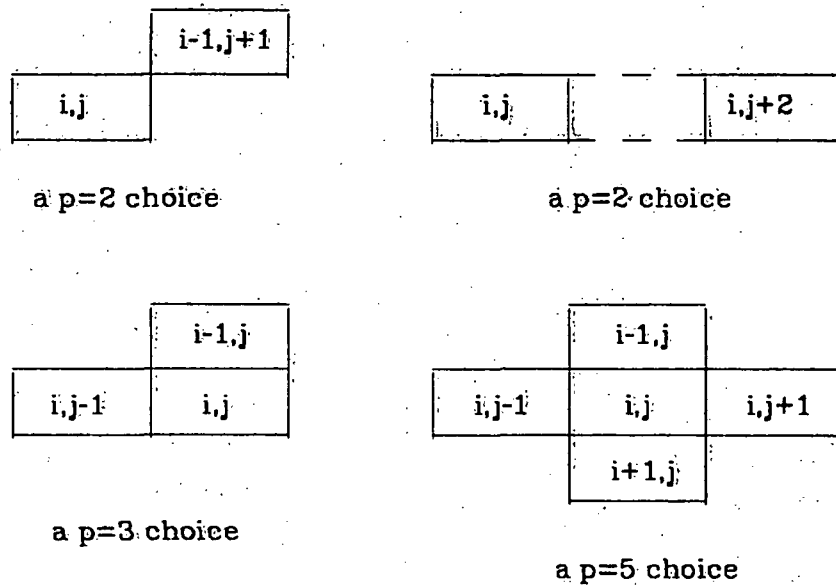 i-1,j+1
i,j
a p=2 choice
i,j
i,j+2
a p=2 choice
i-1,j
i,j-1
i,j
a p=3 choice
i-1,j
i,j-1
i,j
i,j+1
i+1,j
a p=5 choice